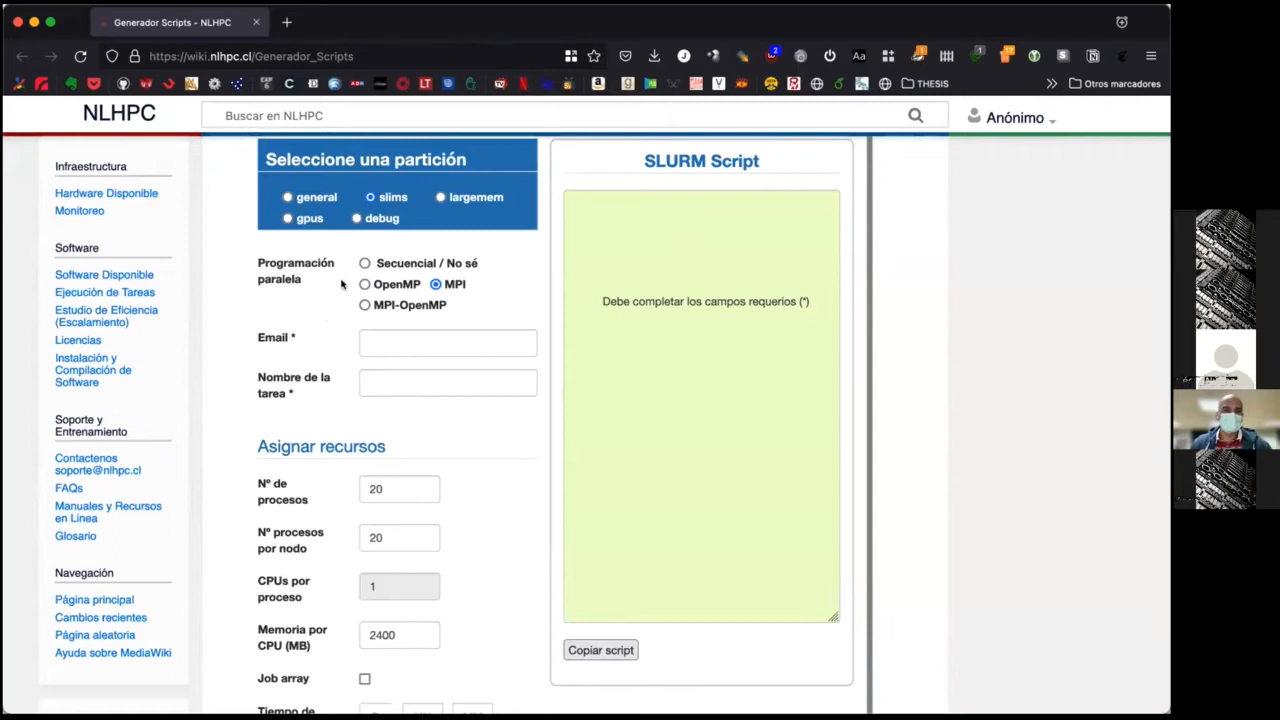 Generador Scripts - NLHPC
https://wiki.nlhpc.cl/Generador_Scripts
THESIS
Otros marcadores
NLHPC
Buscar en NLHPC
Anónimo
Infraestructura
Hardware Disponible
Monitoreo
Software
Software Disponible
Ejecución de Tareas
Estudio de Eficiencia
(Escalamiento)
Licencias
Instalación y
Compilación de
Software
Soporte y
Entrenamiento
Contactenos
soporte@nlhpc.cl
FAQs
Manuales y Recursos
en Linea
Glosario
Navegación
Página principal
Cambios recientes
Página aleatoria
Ayuda sobre MediaWiki
Seleccione una partición
general slims largemem
gpus debug
Programación
paralela
Secuencial / No sé
OpenMP MPI
MPI-OpenMP
Email *
Nombre de la
tarea *
Asignar recursos
Nº de
procesos
20
Nº procesos
por nodo
20
CPUs por
proceso
1
Memoria por
CPU (MB)
2400
Job array
Tiempo de
SLURM Script
Debe completar los campos requerios (*)
Copiar script